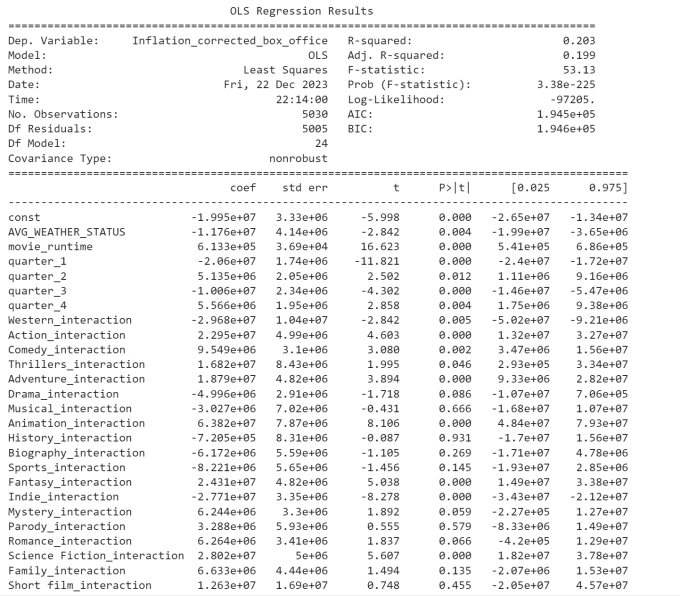 OLS Regression Results
==============================================================================
Dep. Variable: Inflation_corrected_box_office R-squared: 0.203
Model: OLS Adj. R-squared: 0.199
Method: Least Squares F-statistic: 53.13
Date: Fri, 22 Dec 2023 Prob (F-statistic): 3.38e-225
Time: 22:14:00 Log-Likelihood: -97205.
No. Observations: 5030 AIC: 1.945e+05
Df Residuals: 5005 BIC: 1.946e+05
Df Model: 24
Covariance Type: nonrobust
==============================================================================
coef std err t P>|t| [0.025 0.975]
------------------------------------------------------------------------------
const -1.995e+07 3.33e+06 -5.998 0.000 -2.65e+07 -1.34e+07
AVG_WEATHER_STATUS -1.176e+07 4.14e+06 -2.842 0.004 -1.99e+07 -3.65e+06
movie_runtime 6.133e+05 3.69e+04 16.623 0.000 5.41e+05 6.86e+05
quarter_1 -2.06e+07 1.74e+06 -11.821 0.000 -2.4e+07 -1.72e+07
quarter_2 5.135e+06 2.05e+06 2.502 0.012 1.11e+06 9.16e+06
quarter_3 -1.006e+07 2.34e+06 -4.302 0.000 -1.46e+07 -5.47e+06
quarter_4 5.566e+06 1.95e+06 2.858 0.004 1.75e+06 9.38e+06
Western_interaction -2.968e+07 1.04e+07 -2.842 0.005 -5.02e+07 -9.21e+06
Action_interaction 2.295e+07 4.99e+06 4.603 0.000 1.32e+07 3.27e+07
Comedy_interaction 9.549e+06 3.1e+06 3.080 0.002 3.47e+06 1.56e+07
Thrillers_interaction 1.682e+07 8.43e+06 1.995 0.046 2.93e+05 3.34e+07
Adventure_interaction 1.879e+07 4.82e+06 3.894 0.000 9.33e+06 2.82e+07
Drama_interaction -4.996e+06 2.91e+06 -1.718 0.086 -1.07e+07 7.06e+05
Musical_interaction -3.027e+06 7.02e+06 -0.431 0.666 -1.68e+07 1.07e+07
Animation_interaction 6.382e+07 7.87e+06 8.106 0.000 4.84e+07 7.93e+07
History_interaction -7.205e+05 8.31e+06 -0.087 0.931 -1.7e+07 1.56e+07
Biography_interaction -6.172e+06 5.59e+06 -1.105 0.269 -1.71e+07 4.78e+06
Sports_interaction -8.221e+06 5.65e+06 -1.456 0.145 -1.93e+07 2.85e+06
Fantasy_interaction 2.431e+07 4.82e+06 5.038 0.000 1.49e+07 3.38e+07
Indie_interaction -2.771e+07 3.35e+06 -8.278 0.000 -3.43e+07 -2.12e+07
Mystery_interaction 6.244e+06 3.3e+06 1.892 0.059 -2.27e+05 1.27e+07
Parody_interaction 3.288e+06 5.93e+06 0.555 0.579 -8.33e+06 1.49e+07
Romance_interaction 6.264e+06 3.41e+06 1.837 0.066 -4.2e+05 1.29e+07
Science Fiction_interaction 2.802e+07 5e+06 5.607 0.000 1.82e+07 3.78e+07
Family_interaction 6.633e+06 4.44e+06 1.494 0.135 -2.07e+06 1.53e+07
Short film_interaction 1.263e+07 1.69e+07 0.748 0.455 -2.05e+07 4.57e+07